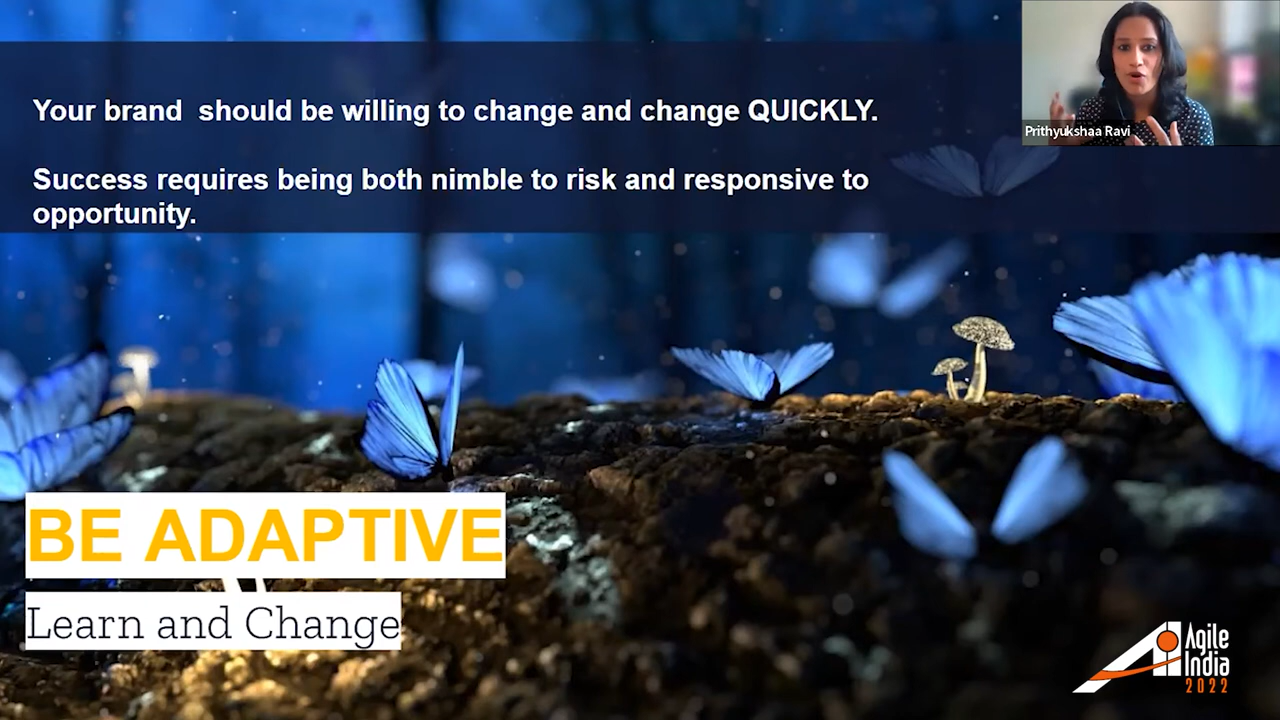 Your brand  should be willing to change and change QUICKLY.
Success requires being both nimble to risk and responsive to
opportunity.
Prithyukshaa Ravi
BE ADAPTIVE
Learn and Change
Agile
India
2022